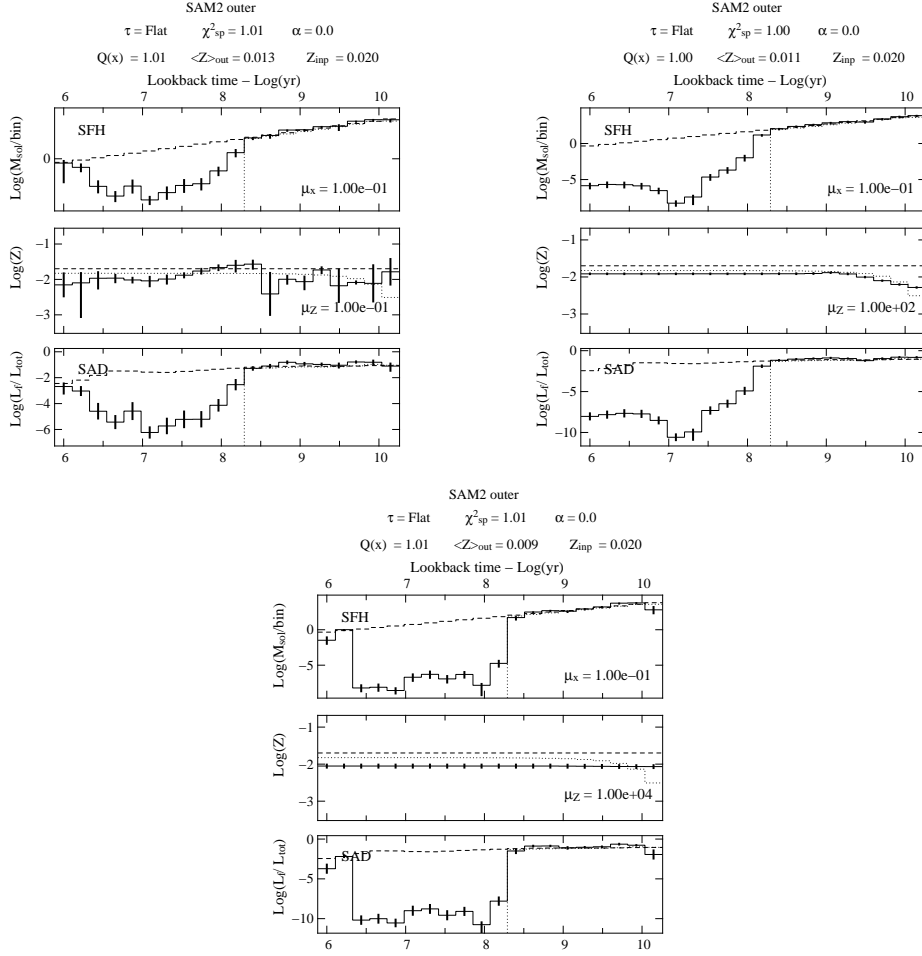 SAM2 outer
τ = Flat χ²sp = 1.01 α = 0.0
Q(x) = 1.01 <Z>out = 0.013 Zinp = 0.020
Lookback time – Log(yr)
6 7 8 9 10
SFH
Log(Msol/bin)
0
μx = 1.00e−01
Log(Z)
−1
−2
−3
μZ = 1.00e−01
SAD
Log(Lf/ Ltot)
0
−2
−4
−6
6 7 8 9 10
SAM2 outer
τ = Flat χ²sp = 1.00 α = 0.0
Q(x) = 1.00 <Z>out = 0.011 Zinp = 0.020
Lookback time – Log(yr)
6 7 8 9 10
SFH
Log(Msol/bin)
0
−5
μx = 1.00e−01
Log(Z)
−1
−2
−3
μZ = 1.00e+02
SAD
Log(Lf/ Ltot)
0
−5
−10
6 7 8 9 10
SAM2 outer
τ = Flat χ²sp = 1.01 α = 0.0
Q(x) = 1.01 <Z>out = 0.009 Zinp = 0.020
Lookback time – Log(yr)
6 7 8 9 10
SFH
Log(Msol/bin)
0
−5
μx = 1.00e−01
Log(Z)
−1
−2
−3
μZ = 1.00e+04
SAD
Log(Lf/ Ltot)
0
−5
−10
6 7 8 9 10